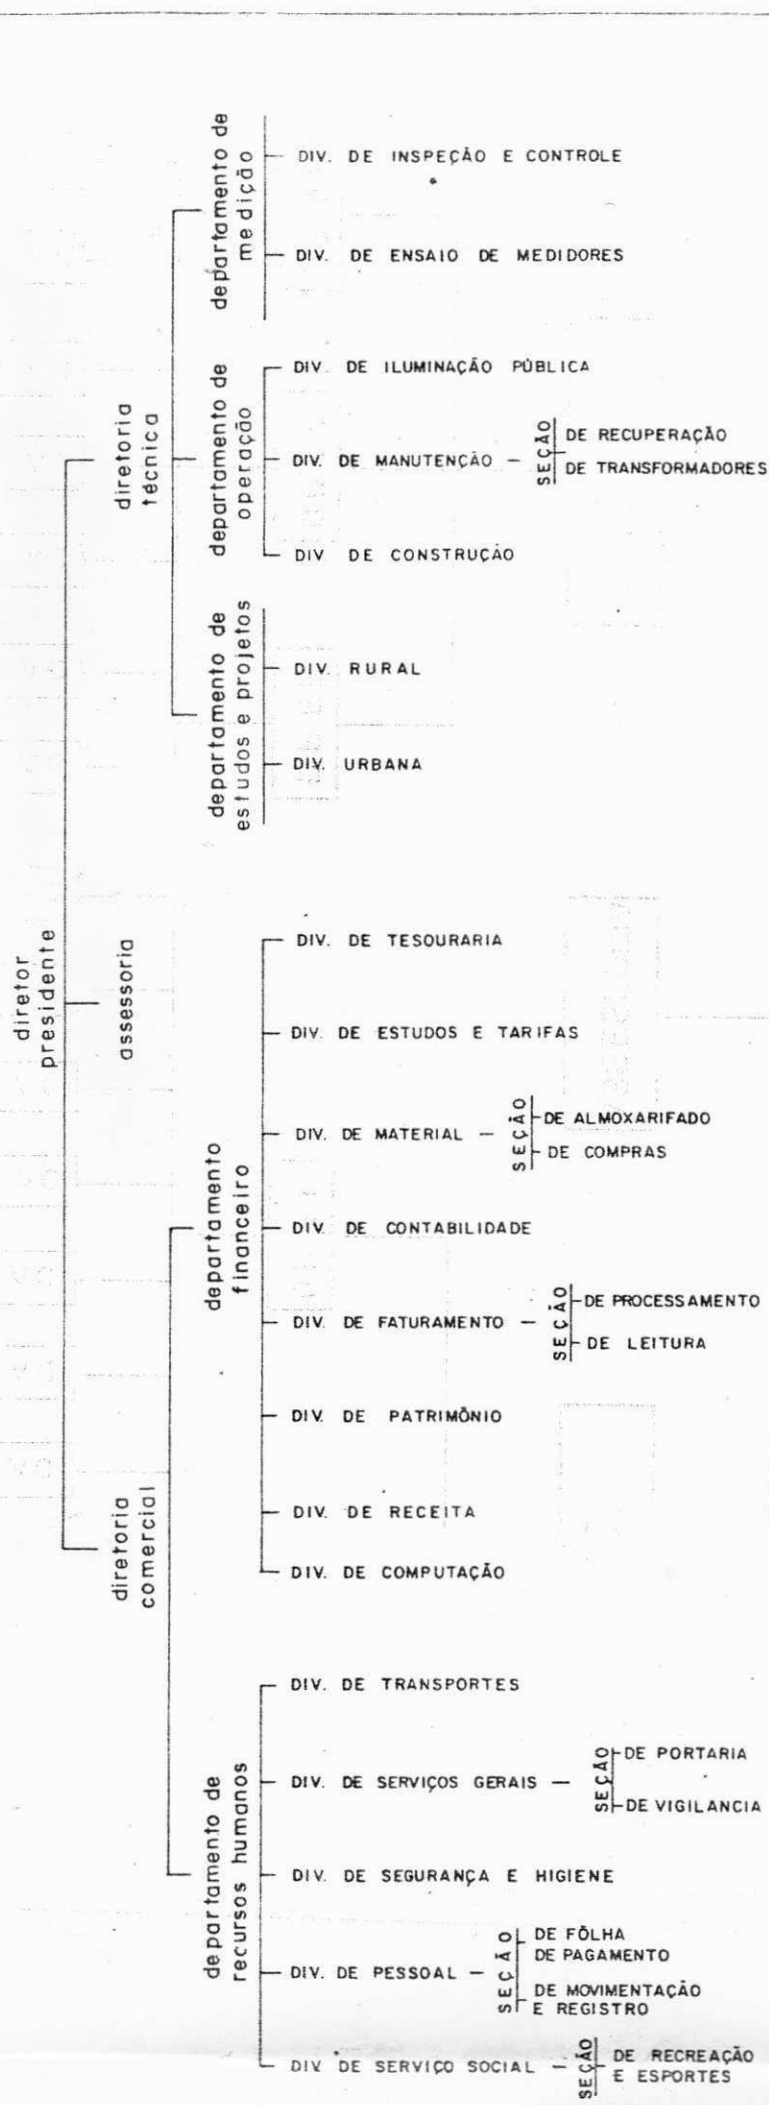 diretor
presidente
diretoria
técnica
departamento de
medição
DIV. DE INSPEÇÃO E CONTROLE
DIV. DE ENSAIO DE MEDIDORES
departamento de
operação
DIV. DE ILUMINAÇÃO PÚBLICA
DIV. DE MANUTENÇÃO
SEÇÃO
DE RECUPERAÇÃO
DE TRANSFORMADORES
DIV DE CONSTRUÇÃO
departamento de
estudos e projetos
DIV. RURAL
DIV. URBANA
assessoria
diretoria
comercial
departamento
financeiro
DIV. DE TESOURARIA
DIV. DE ESTUDOS E TARIFAS
DIV. DE MATERIAL
SEÇÃO
DE ALMOXARIFADO
DE COMPRAS
DIV. DE CONTABILIDADE
DIV. DE FATURAMENTO
SEÇÃO
DE PROCESSAMENTO
DE LEITURA
DIV. DE PATRIMÔNIO
DIV. DE RECEITA
DIV. DE COMPUTAÇÃO
departamento de
recursos humanos
DIV. DE TRANSPORTES
DIV. DE SERVIÇOS GERAIS
SEÇÃO
DE PORTARIA
DE VIGILANCIA
DIV. DE SEGURANÇA E HIGIENE
DIV. DE PESSOAL
SEÇÃO
DE FÔLHA
DE PAGAMENTO
DE MOVIMENTAÇÃO
E REGISTRO
DIV DE SERVIÇO SOCIAL
SEÇÃO
DE RECREAÇÃO
E ESPORTES